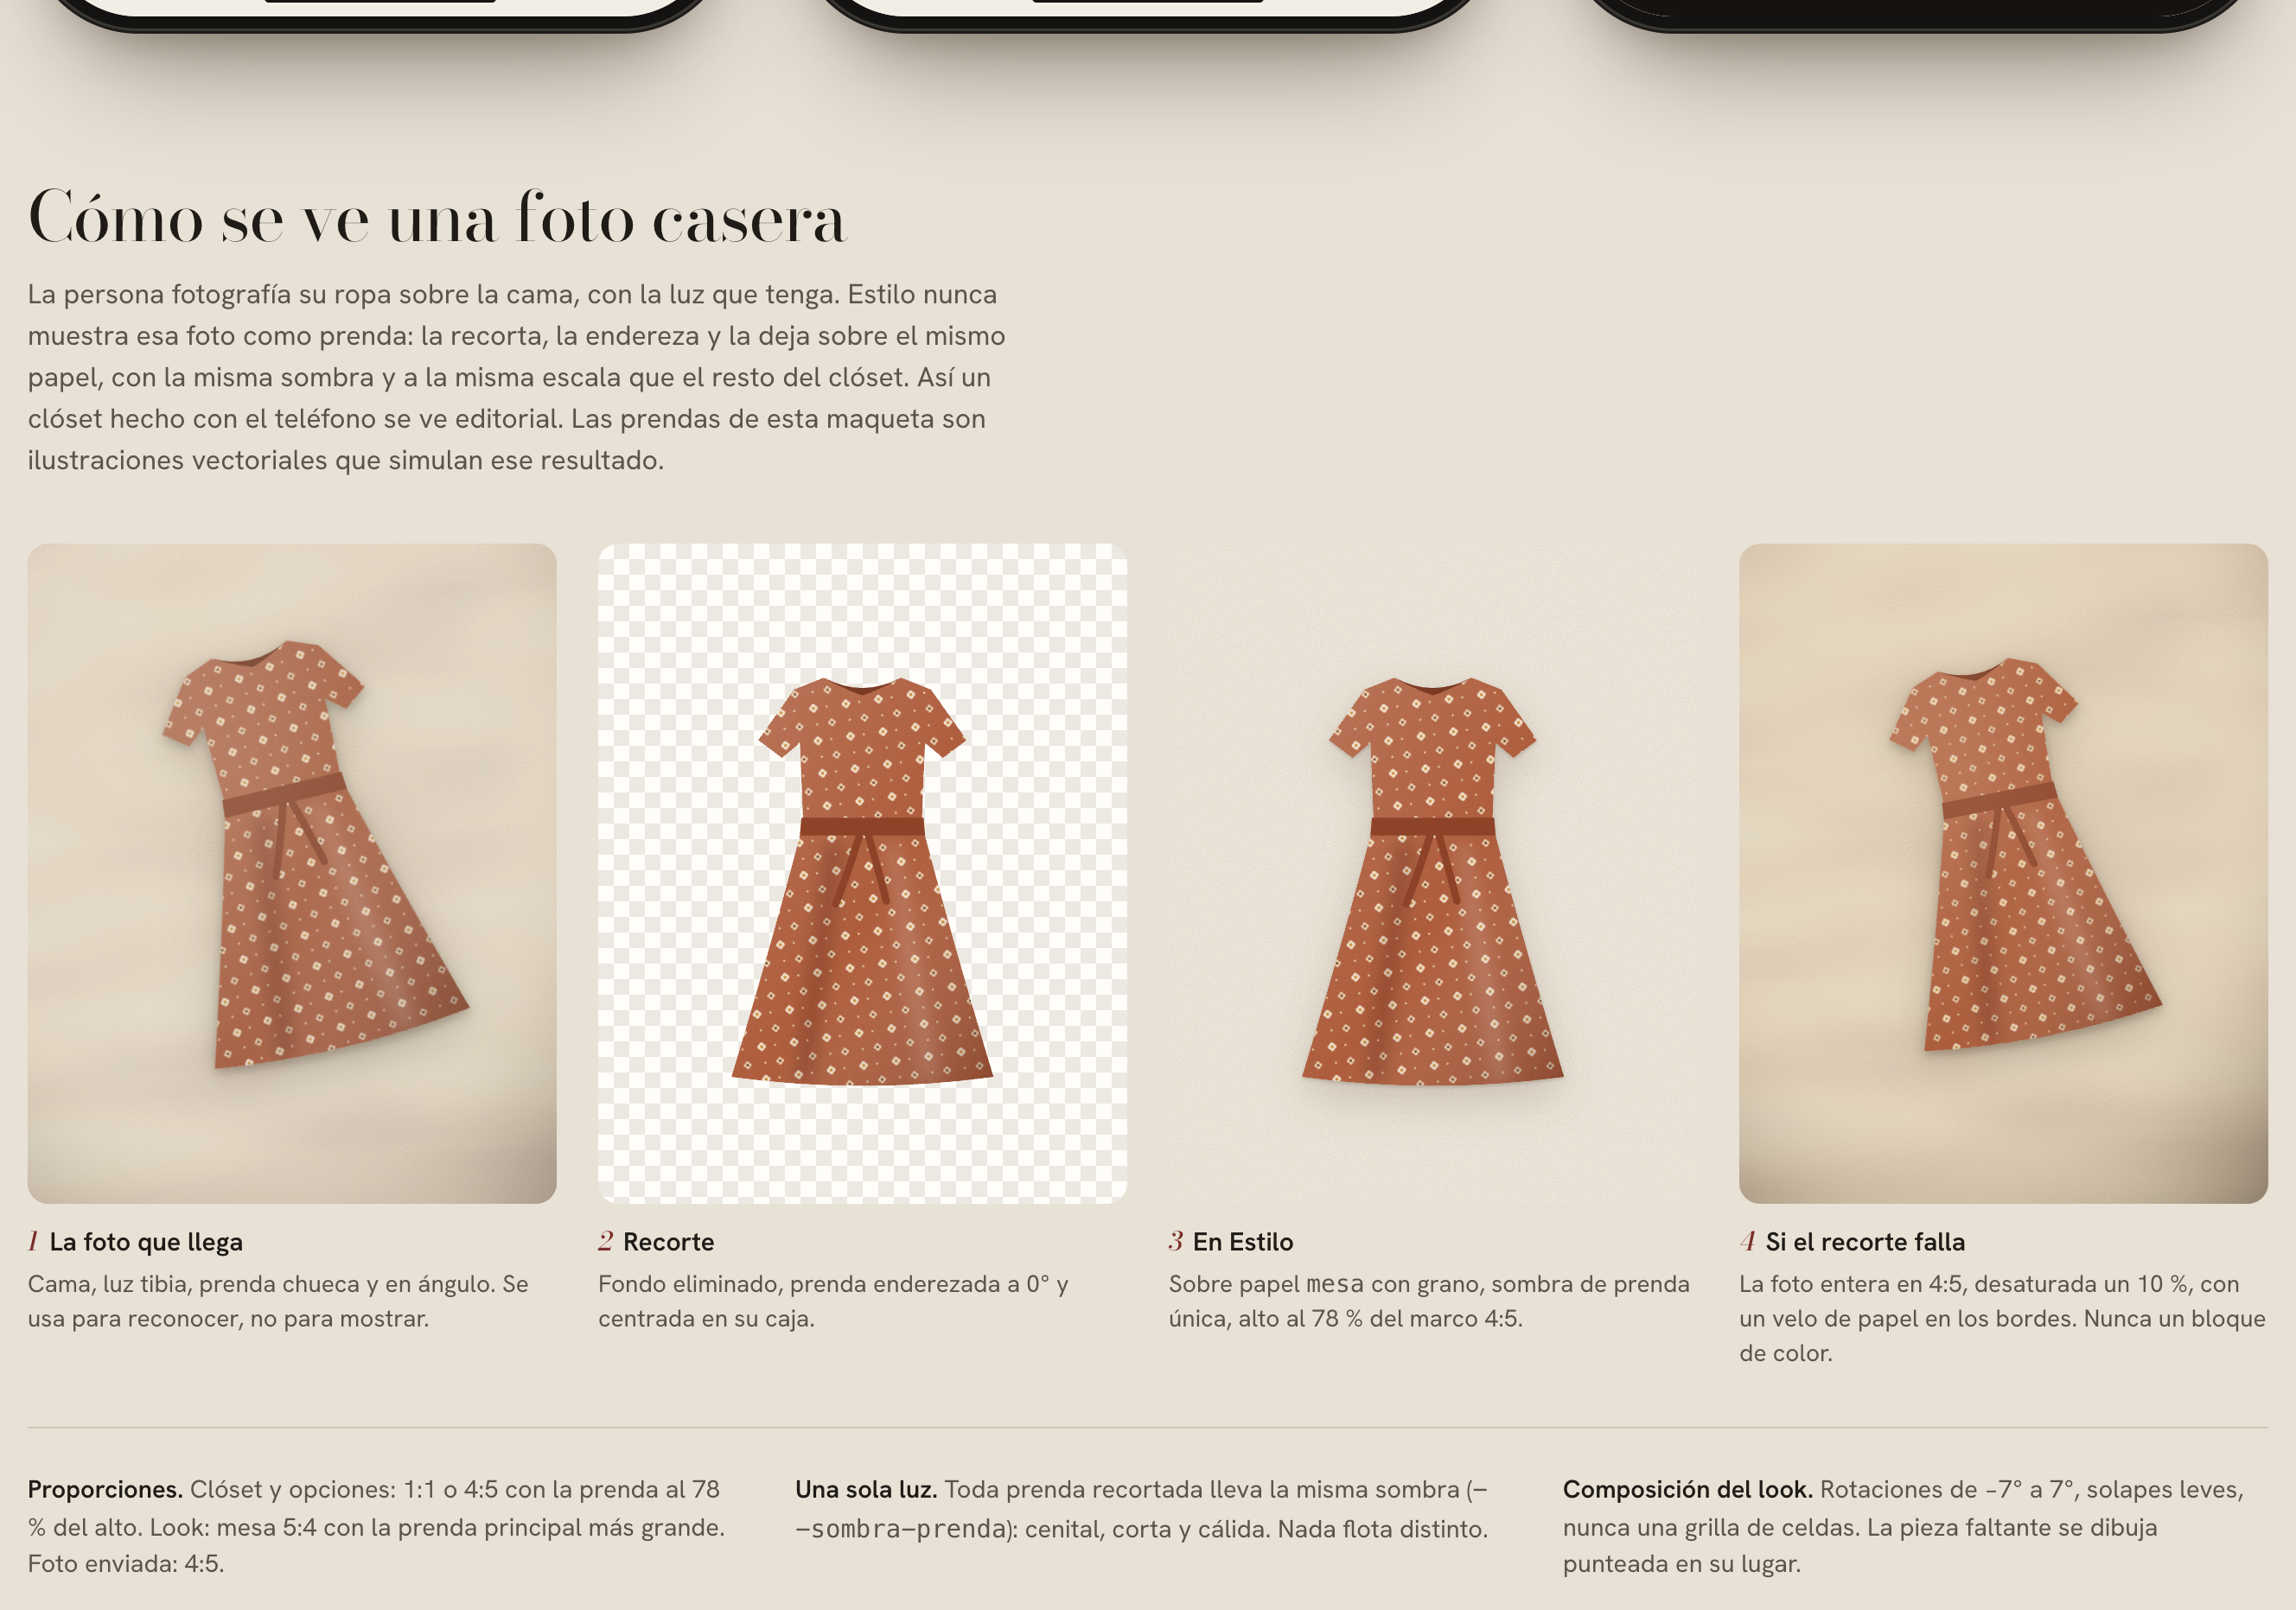 Cómo se ve una foto casera
La persona fotografía su ropa sobre la cama, con la luz que tenga. Estilo nunca
muestra esa foto como prenda: la recorta, la endereza y la deja sobre el mismo
papel, con la misma sombra y a la misma escala que el resto del clóset. Así un
clóset hecho con el teléfono se ve editorial. Las prendas de esta maqueta son
ilustraciones vectoriales que simulan ese resultado.
1 La foto que llega
Cama, luz tibia, prenda chueca y en ángulo. Se
usa para reconocer, no para mostrar.
2 Recorte
Fondo eliminado, prenda enderezada a 0° y
centrada en su caja.
3 En Estilo
Sobre papel mesa con grano, sombra de prenda
única, alto al 78 % del marco 4:5.
4 Si el recorte falla
La foto entera en 4:5, desaturada un 10 %, con
un velo de papel en los bordes. Nunca un bloque
de color.
Proporciones. Clóset y opciones: 1:1 o 4:5 con la prenda al 78
% del alto. Look: mesa 5:4 con la prenda principal más grande.
Foto enviada: 4:5.
Una sola luz. Toda prenda recortada lleva la misma sombra (–
–sombra–prenda): cenital, corta y cálida. Nada flota distinto.
Composición del look. Rotaciones de −7° a 7°, solapes leves,
nunca una grilla de celdas. La pieza faltante se dibuja
punteada en su lugar.